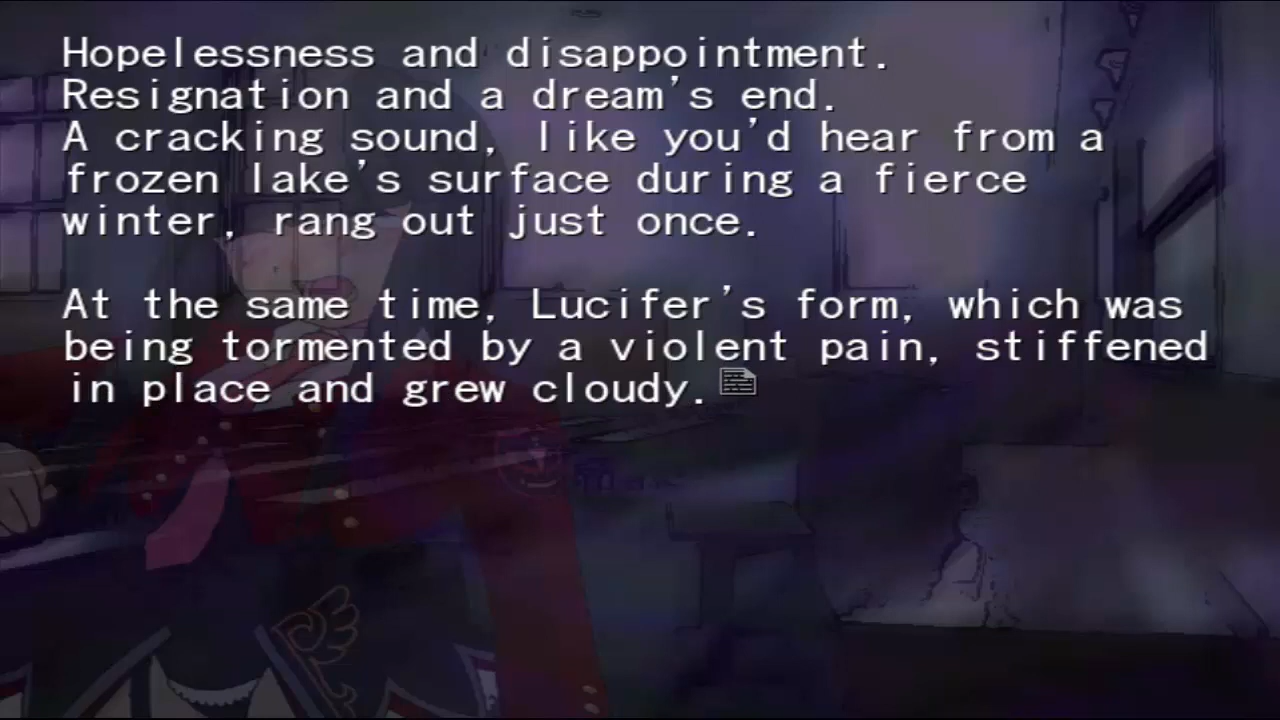 Hopelessness and disappointment.
Resignation and a dream's end.
A cracking sound, like you'd hear from a
frozen lake's surface during a fierce
winter, rang out just once.
At the same time, Lucifer's form, which was
being tormented by a violent pain, stiffened
in place and grew cloudy.